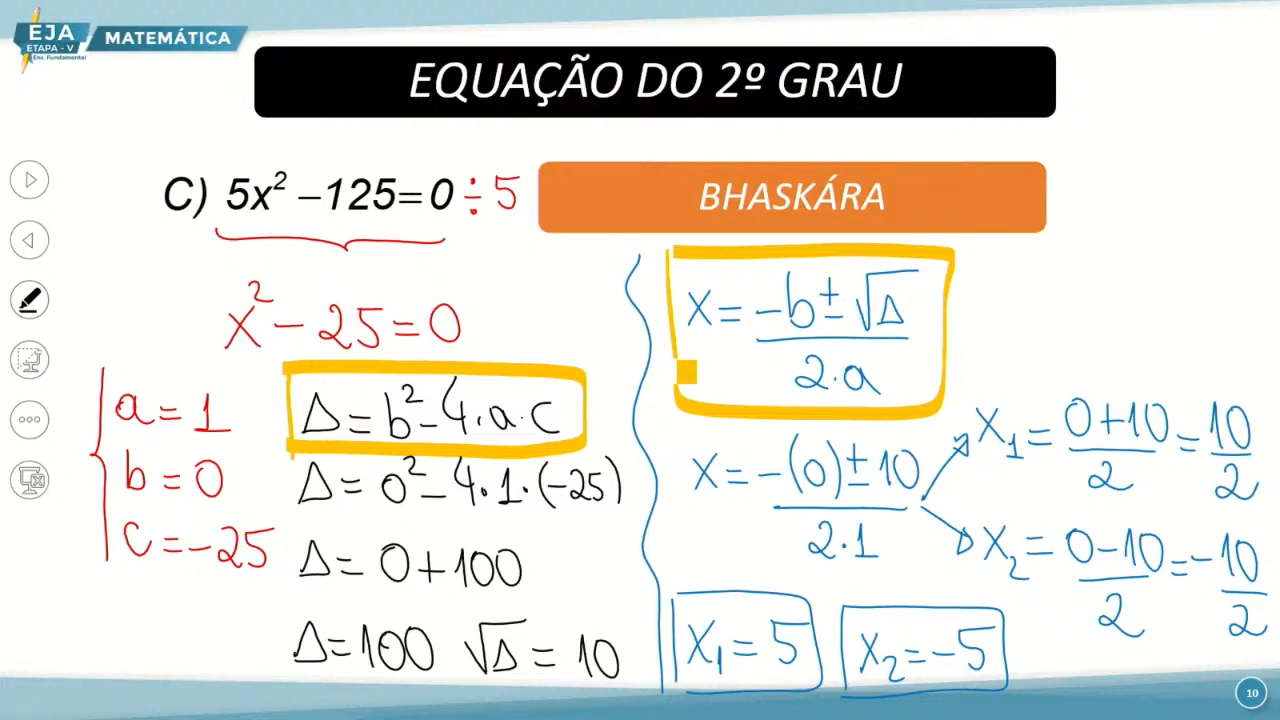 EJA
ETAPA - V
Ens. Fundamental
MATEMÁTICA
EQUAÇÃO DO 2º GRAU
C) 5x² –125=0 ÷5
BHASKÁRA
x² – 25 = 0
a = 1
b = 0
c = -25
Δ = b² - 4.a.c
Δ = 0² - 4.1.(-25)
Δ = 0 + 100
Δ = 100 √Δ = 10
x = -b ± √Δ
2.a
x = -(0) ± 10
2.1
x₁ = 0 + 10 = 10
2 2
x₂ = 0 - 10 = -10
2 2
x₁ = 5
x₂ = -5
10